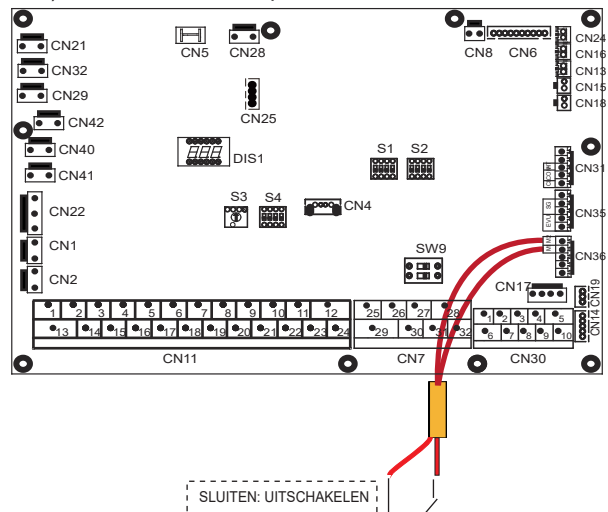 CN21
CN5
CN28
CN8
CN6
CN24
CN16
CN13
CN15
CN18
CN32
CN29
CN42
CN25
CN40
DIS1
S1
S2
CN41
CN31
CN22
S3
S4
CN4
SG
EVU
CN35
CN1
SW9
M1 M2
CN36
CN2
CN17
CN19
CN14
1 2 3 4 5 6 7 8 9 10 11 12
13 14 15 16 17 18 19 20 21 22 23 24
25 26 27 28
29 30 31 32
1 2 3 4 5
6 7 8 9 10
CN11
CN7
CN30
SLUITEN: UITSCHAKELEN